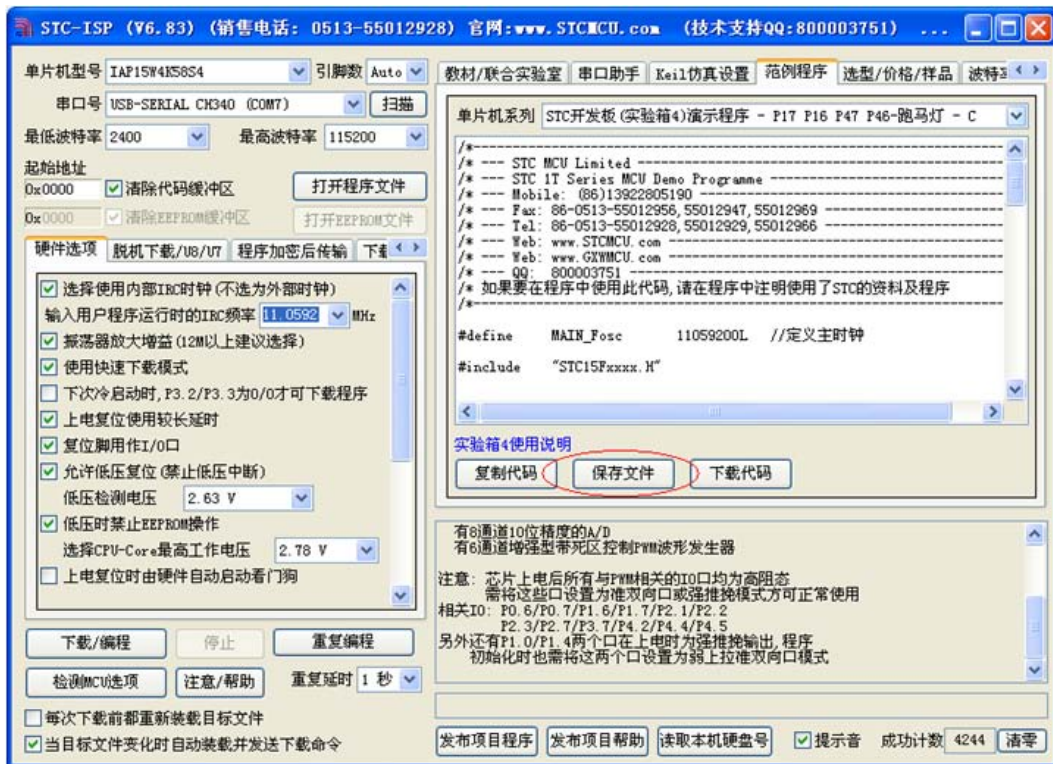 STC-ISP (V6.83) (销售电话: 0513-55012928) 官网:www.STCMCU.com (技术支持QQ:800003751) ...
单片机型号 IAP15W4K58S4 引脚数 Auto
串口号 USB-SERIAL CH340 (COM7) 扫描
最低波特率 2400 最高波特率 115200
起始地址
0x0000 清除代码缓冲区 打开程序文件
0x0000 清除EEPROM缓冲区 打开EEPROM文件
硬件选项 脱机下载/U8/U7 程序加密后传输
选择使用内部IRC时钟(不选为外部时钟)
输入用户程序运行时的IRC频率 11.0592 MHz
振荡器放大增益(12M以上建议选择)
使用快速下载模式
下次冷启动时,P3.2/P3.3为0/0才可下载程序
上电复位使用较长延时
复位脚用作I/O口
允许低压复位(禁止低压中断)
低压检测电压 2.63 V
低压时禁止EEPROM操作
选择CPU-Core最高工作电压 2.78 V
上电复位时由硬件自动启动看门狗
下载/编程 停止 重复编程
检测MCU选项 注意/帮助 重复延时 1 秒
每次下载前都重新装载目标文件
当目标文件变化时自动装载并发送下载命令
教材/联合实验室 串口助手 Keil仿真设置 范例程序 选型/价格/样品 波特
单片机系列 STC开发板(实验箱4)演示程序 - P17 P16 P47 P46-跑马灯 - C
/*---------------------------------------------------------------------
/* --- STC MCU Limited ------------------------------------------------
/* --- STC 1T Series MCU Demo Programme -------------------------------
/* --- Mobile: (86)13922805190 ----------------------------------------
/* --- Fax: 86-0513-55012956,55012947,55012969 ------------------------
/* --- Tel: 86-0513-55012928,55012929,55012966 ------------------------
/* --- Web: www.STCMCU.com --------------------------------------------
/* --- Web: www.GXWMCU.com --------------------------------------------
/* --- QQ: 800003751 --------------------------------------------------
/* 如果要在程序中使用此代码,请在程序中注明使用了STC的资料及程序
/*---------------------------------------------------------------------
#define MAIN_Fosc 11059200L //定义主时钟
#include "STC15Fxxxx.H"
实验箱4使用说明
复制代码 保存文件 下载代码
有8通道10位精度的A/D
有6通道增强型带死区控制PWM波形发生器
注意: 芯片上电后所有与PWM相关的IO口均为高阻态
需将这些口设置为准双向口或强推挽模式方可正常使用
相关IO: P0.6/P0.7/P1.6/P1.7/P2.1/P2.2
P2.3/P2.7/P3.7/P4.2/P4.4/P4.5
另外还有P1.0/P1.4两个口在上电时为强推挽输出,程序
初始化时也需将这两个口设置为弱上拉准双向口模式
发布项目程序 发布项目帮助 读取本机硬盘号 提示音 成功计数 4244 清零